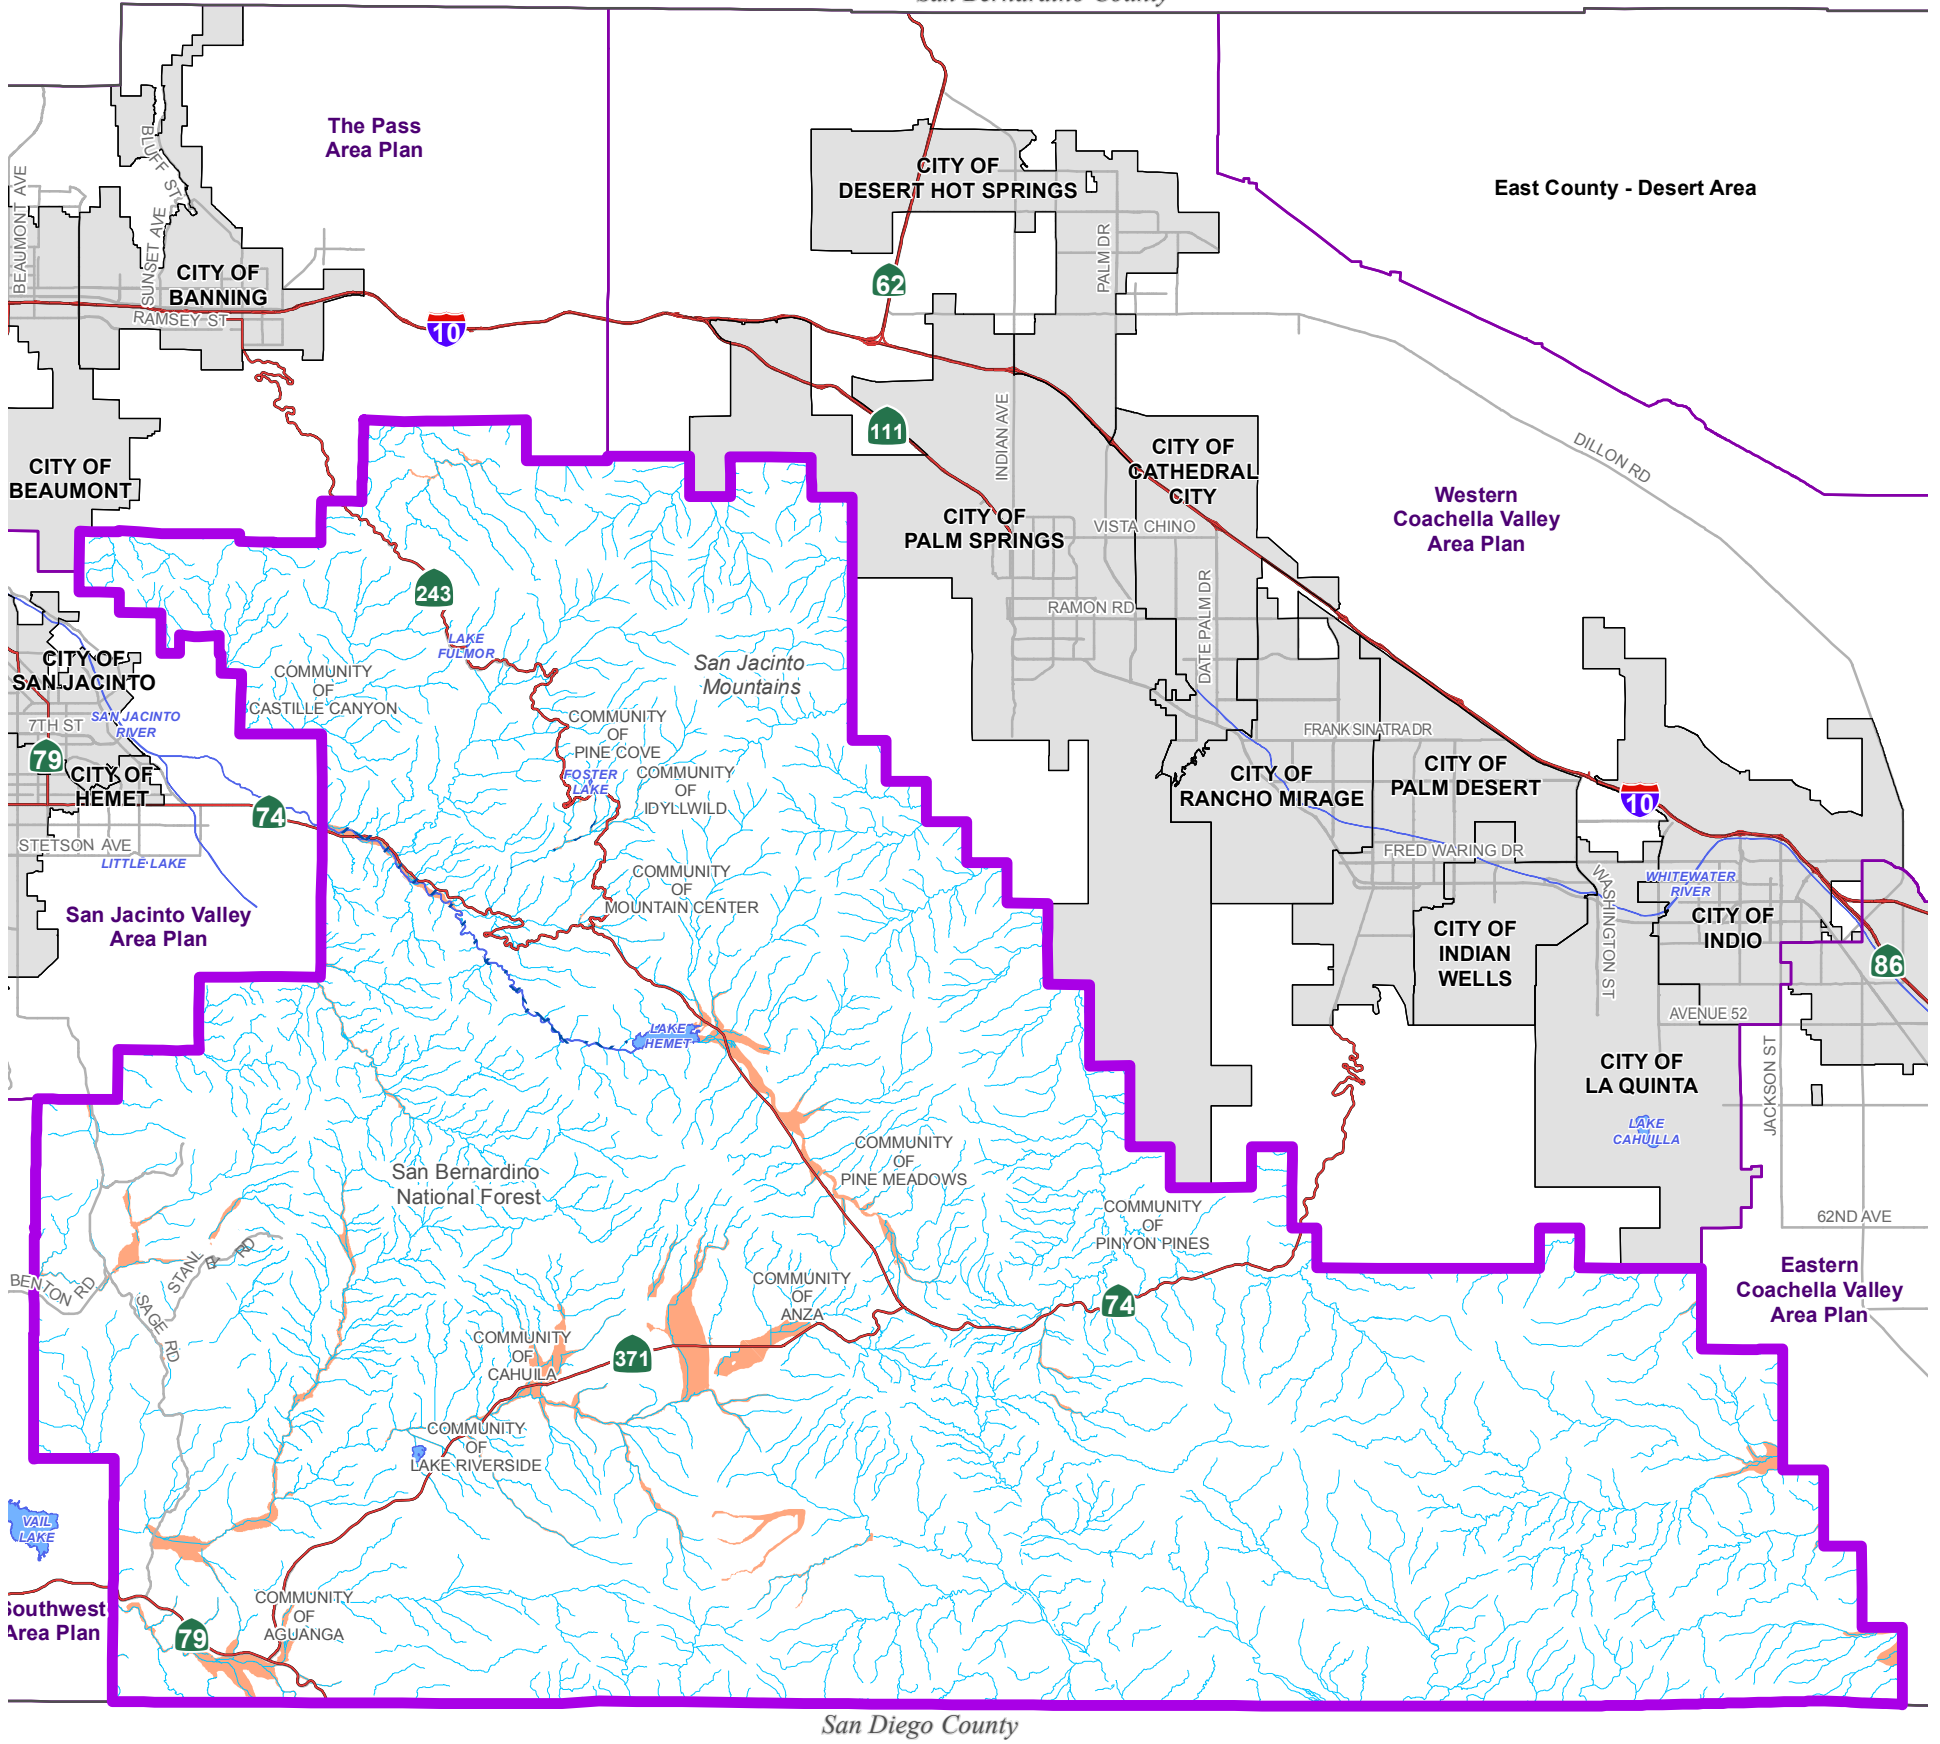 San Bernardino County
The Pass
Area Plan
BLUFF ST
BEAUMONT AVE
SUNSET AVE
CITY OF
BANNING
RAMSEY ST
10
CITY OF
DESERT HOT SPRINGS
PALM DR
62
East County - Desert Area
CITY OF
BEAUMONT
111
INDIAN AVE
CITY OF
CATHEDRAL
CITY
DILLON RD
Western
Coachella Valley
Area Plan
CITY OF
PALM SPRINGS
VISTA CHINO
243
RAMON RD
DATE PALM DR
LAKE
FULMOR
San Jacinto
Mountains
CITY OF
SAN JACINTO
COMMUNITY
OF
CASTILLE CANYON
7TH ST
SAN JACINTO
RIVER
COMMUNITY
OF
PINE COVE
FRANK SINATRA DR
79
CITY OF
HEMET
FOSTER
LAKE
COMMUNITY
OF
IDYLLWILD
CITY OF
RANCHO MIRAGE
CITY OF
PALM DESERT
10
74
STETSON AVE
LITTLE LAKE
FRED WARING DR
WASHINGTON ST
WHITEWATER
RIVER
COMMUNITY
OF
MOUNTAIN CENTER
San Jacinto Valley
Area Plan
CITY OF
INDIAN
WELLS
CITY OF
INDIO
86
AVENUE 52
LAKE
HEMET
CITY OF
LA QUINTA
JACKSON ST
LAKE
CAHUILLA
San Bernardino
National Forest
COMMUNITY
OF
PINE MEADOWS
COMMUNITY
OF
PINYON PINES
62ND AVE
BENTON RD
STANLEY RD
SAGE RD
COMMUNITY
OF
ANZA
74
Eastern
Coachella Valley
Area Plan
COMMUNITY
OF
CAHUILA
371
COMMUNITY
OF
LAKE RIVERSIDE
VAIL
LAKE
Southwest
Area Plan
79
COMMUNITY
OF
AGUANGA
San Diego County